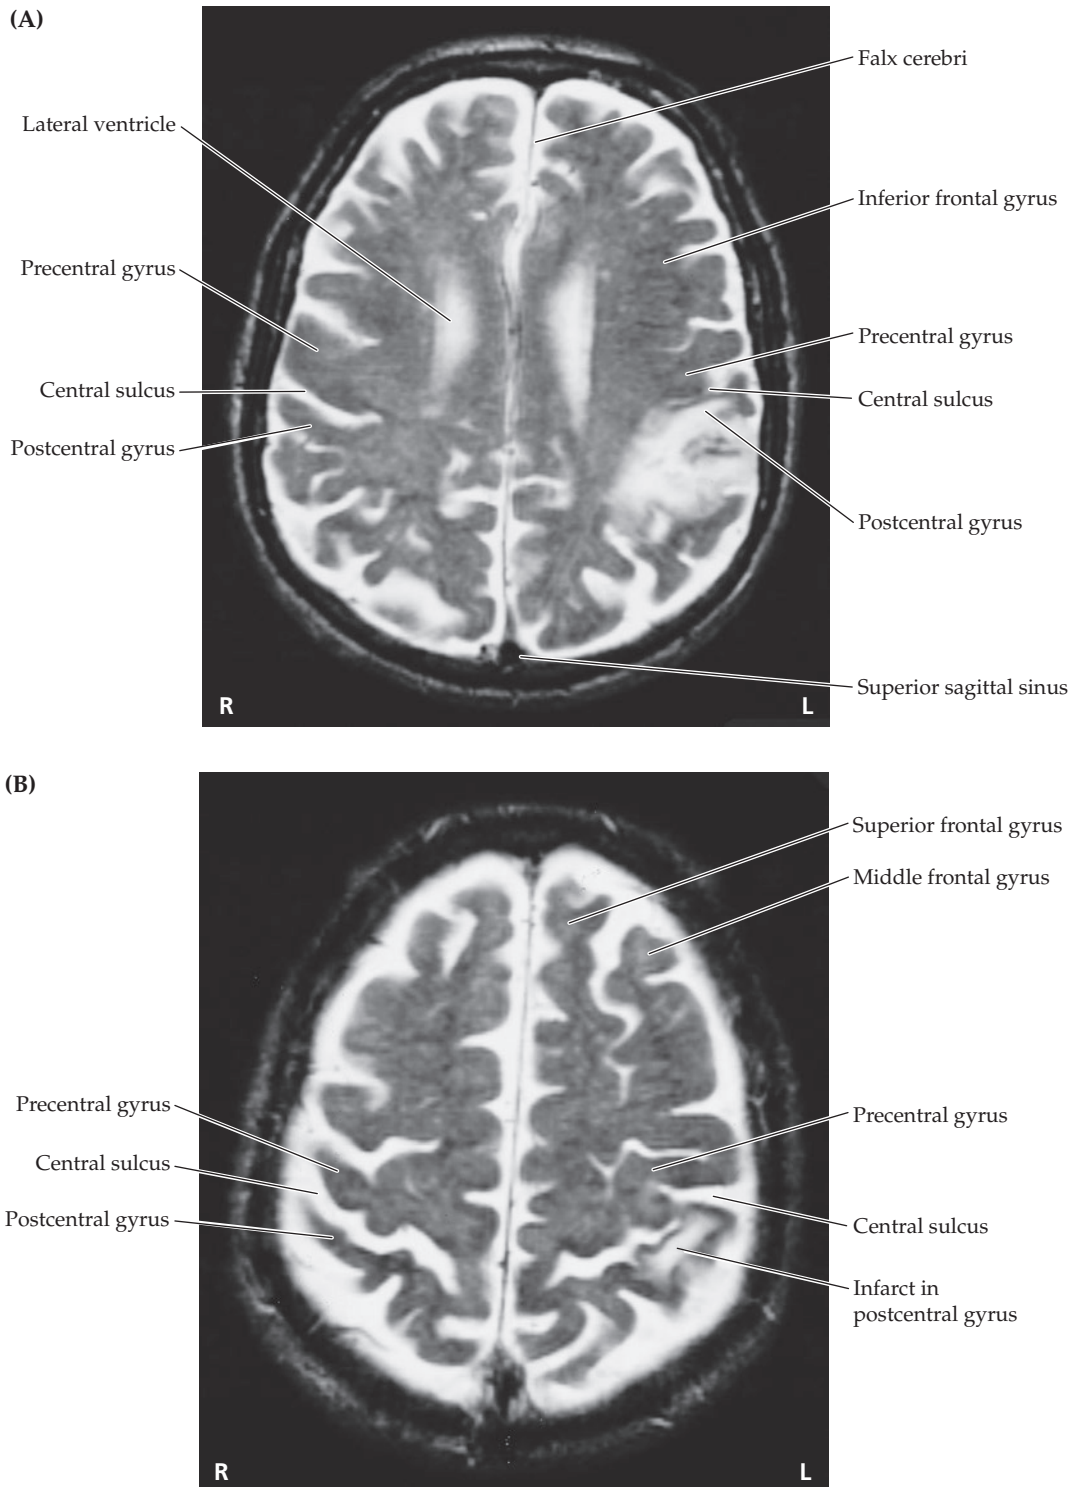 (A)
Falx cerebri
Lateral ventricle
Inferior frontal gyrus
Precentral gyrus
Precentral gyrus
Central sulcus
Central sulcus
Postcentral gyrus
Postcentral gyrus
Superior sagittal sinus
R
L
(B)
Superior frontal gyrus
Middle frontal gyrus
Precentral gyrus
Precentral gyrus
Central sulcus
Postcentral gyrus
Central sulcus
Infarct in
postcentral gyrus
R
L